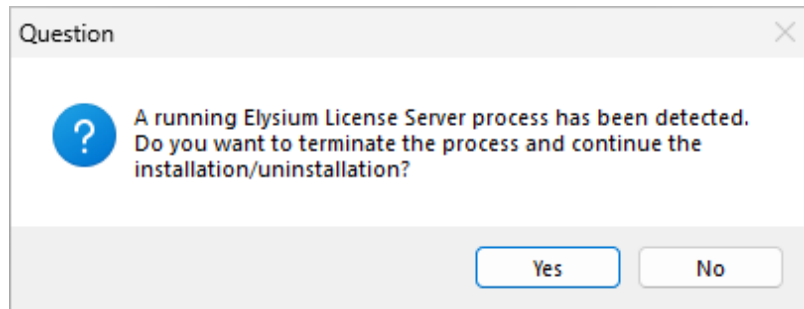 Question
A running Elysium License Server process has been detected.
Do you want to terminate the process and continue the
installation/uninstallation?
Yes
No